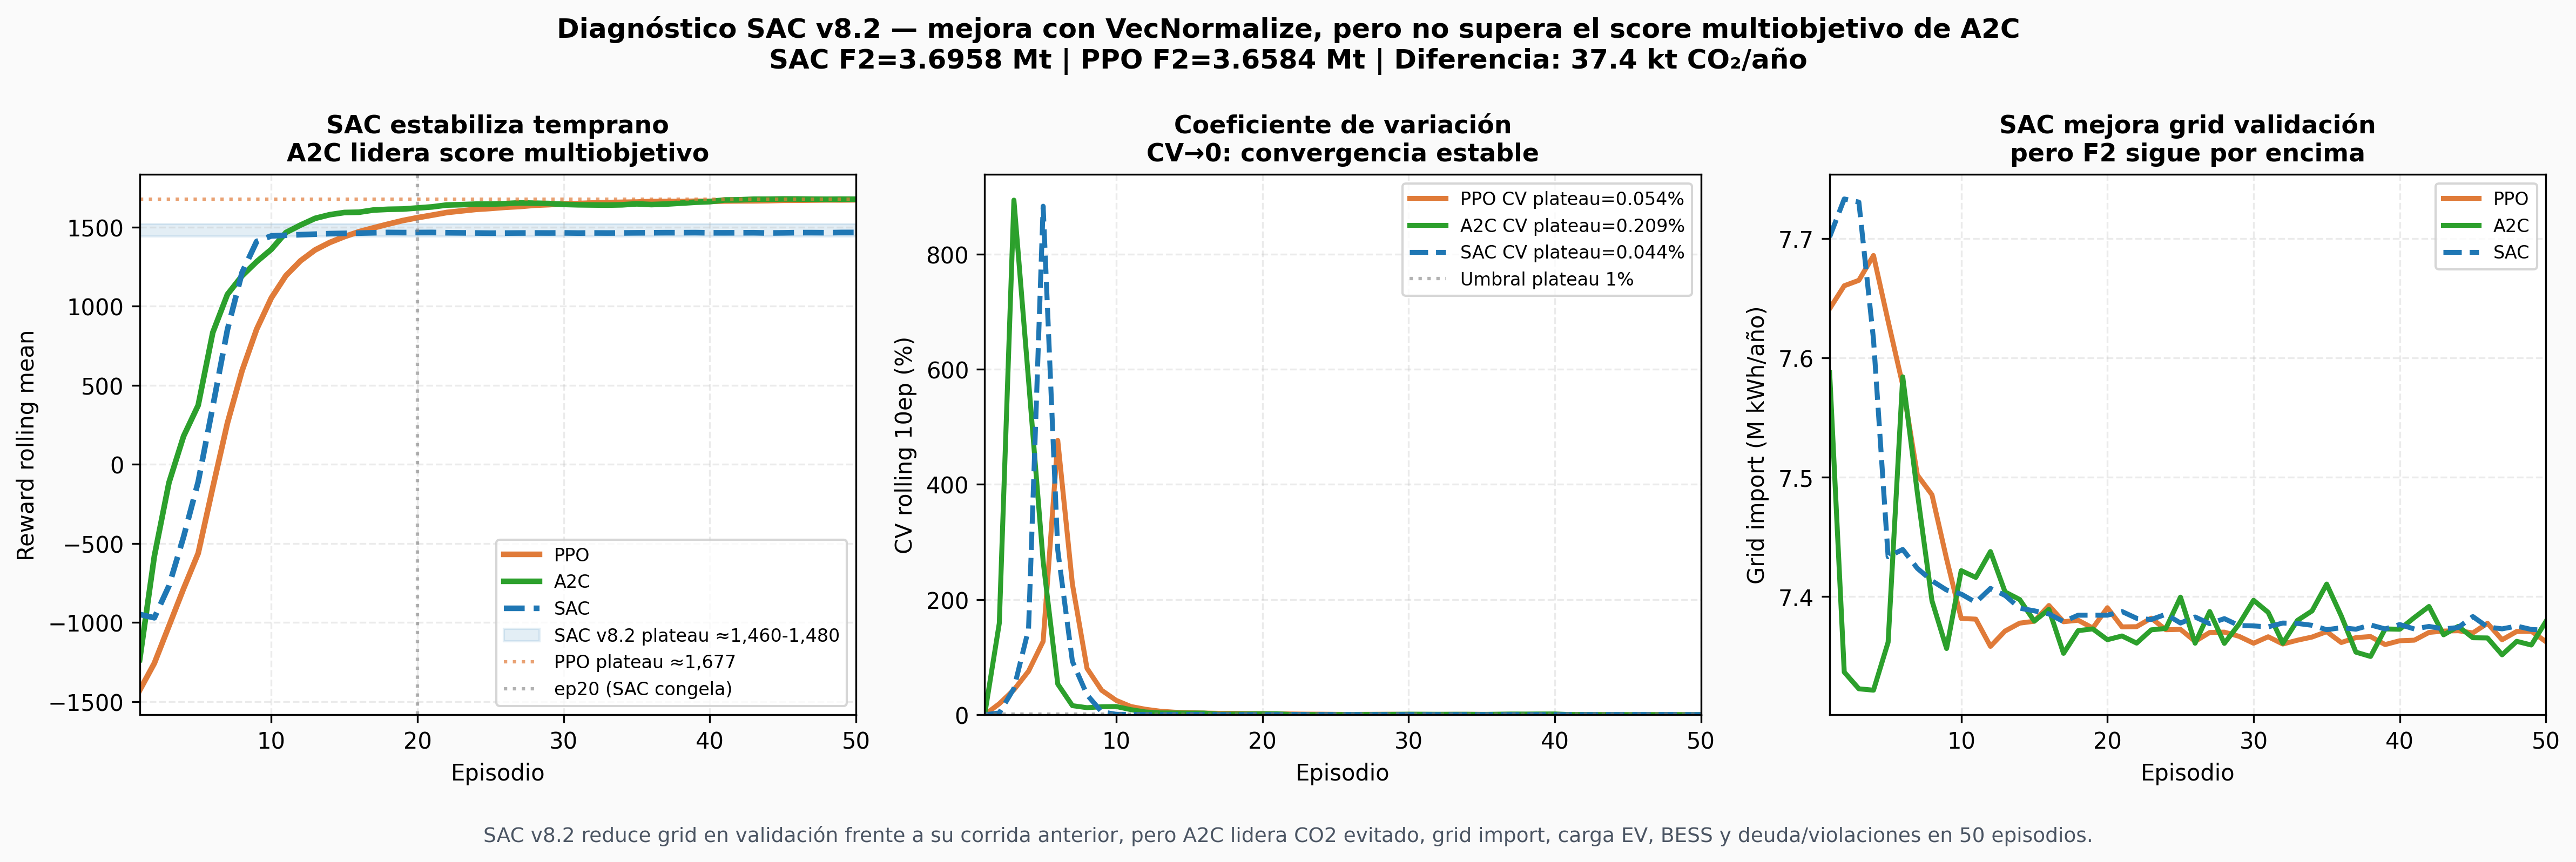 Diagnóstico SAC v8.2 — mejora con VecNormalize, pero no supera el score multiobjetivo de A2C
SAC F2=3.6958 Mt | PPO F2=3.6584 Mt | Diferencia: 37.4 kt CO₂/año
SAC estabiliza temprano
A2C lidera score multiobjetivo
Reward rolling mean
1500
1000
500
0
−500
−1000
−1500
10
20
30
40
50
Episodio
PPO
A2C
SAC
SAC v8.2 plateau ≈1,460-1,480
PPO plateau ≈1,677
ep20 (SAC congela)
Coeficiente de variación
CV→0: convergencia estable
CV rolling 10ep (%)
800
600
400
200
0
10
20
30
40
50
Episodio
PPO CV plateau=0.054%
A2C CV plateau=0.209%
SAC CV plateau=0.044%
Umbral plateau 1%
SAC mejora grid validación
pero F2 sigue por encima
Grid import (M kWh/año)
7.7
7.6
7.5
7.4
10
20
30
40
50
Episodio
PPO
A2C
SAC
SAC v8.2 reduce grid en validación frente a su corrida anterior, pero A2C lidera CO2 evitado, grid import, carga EV, BESS y deuda/violaciones en 50 episodios.